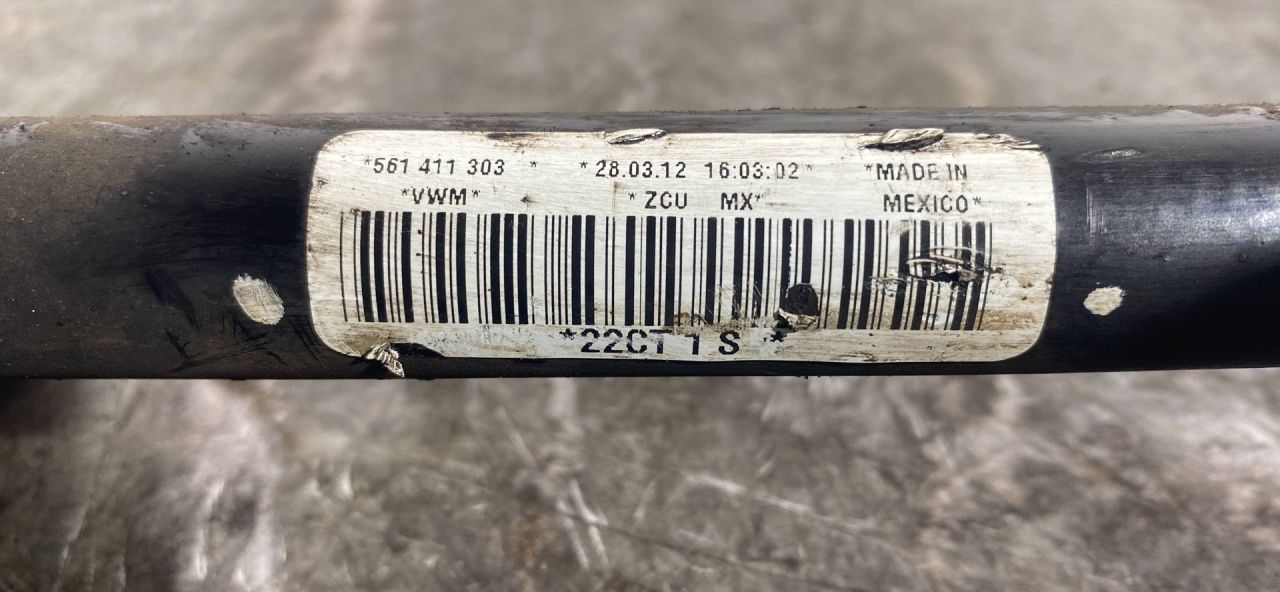 *561 411 303 * *28.03.12 16:03:02* *MADE IN
*VWM* *ZCU MX* MEXICO*
*22CT 1 S *